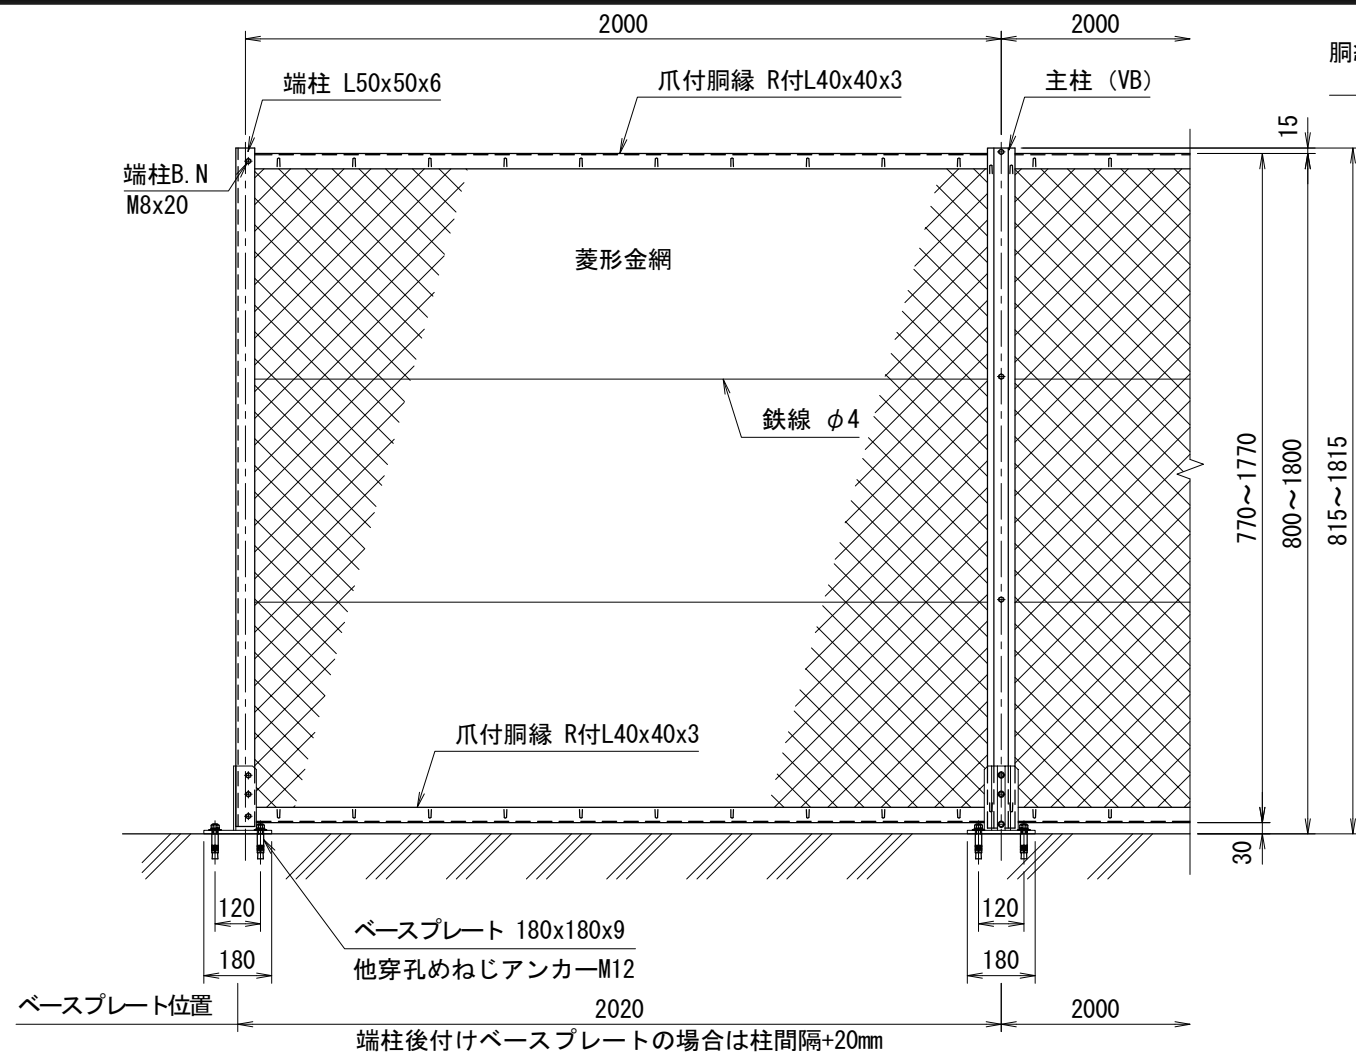 2000
2000
端柱 L50x50x6
爪付胴縁 R付L40x40x3
主柱 (VB)
胴
15
端柱B.N
M8x20
菱形金網
鉄線 φ4
770~1770
800~1800
815~1815
爪付胴縁 R付L40x40x3
30
120
120
ベースプレート 180x180x9
180
180
他穿孔めねじアンカーM12
ベースプレート位置
2020
2000
端柱後付けベースプレートの場合は柱間隔+20mm